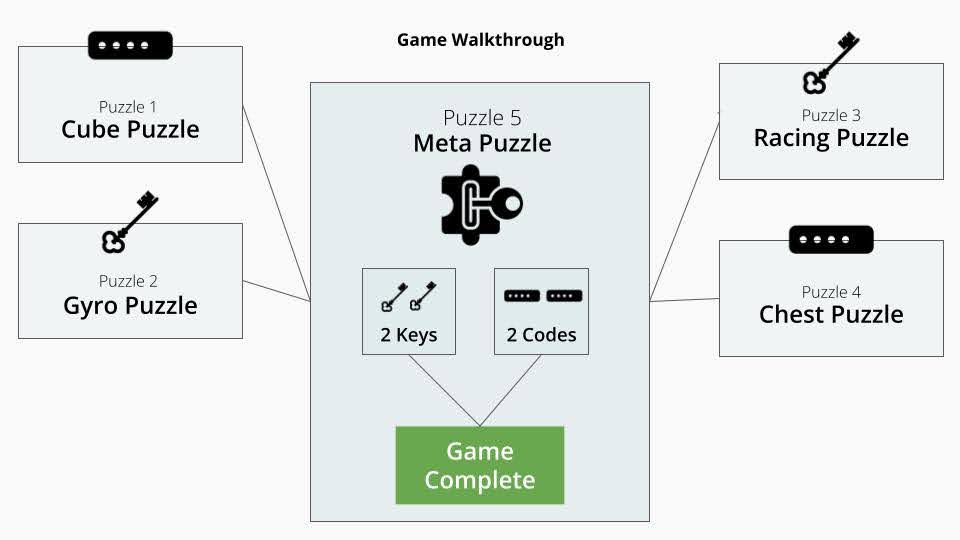 Game Walkthrough
Puzzle 1
Cube Puzzle
Puzzle 2
Gyro Puzzle
Puzzle 5
Meta Puzzle
2 Keys
2 Codes
Game
Complete
Puzzle 3
Racing Puzzle
Puzzle 4
Chest Puzzle